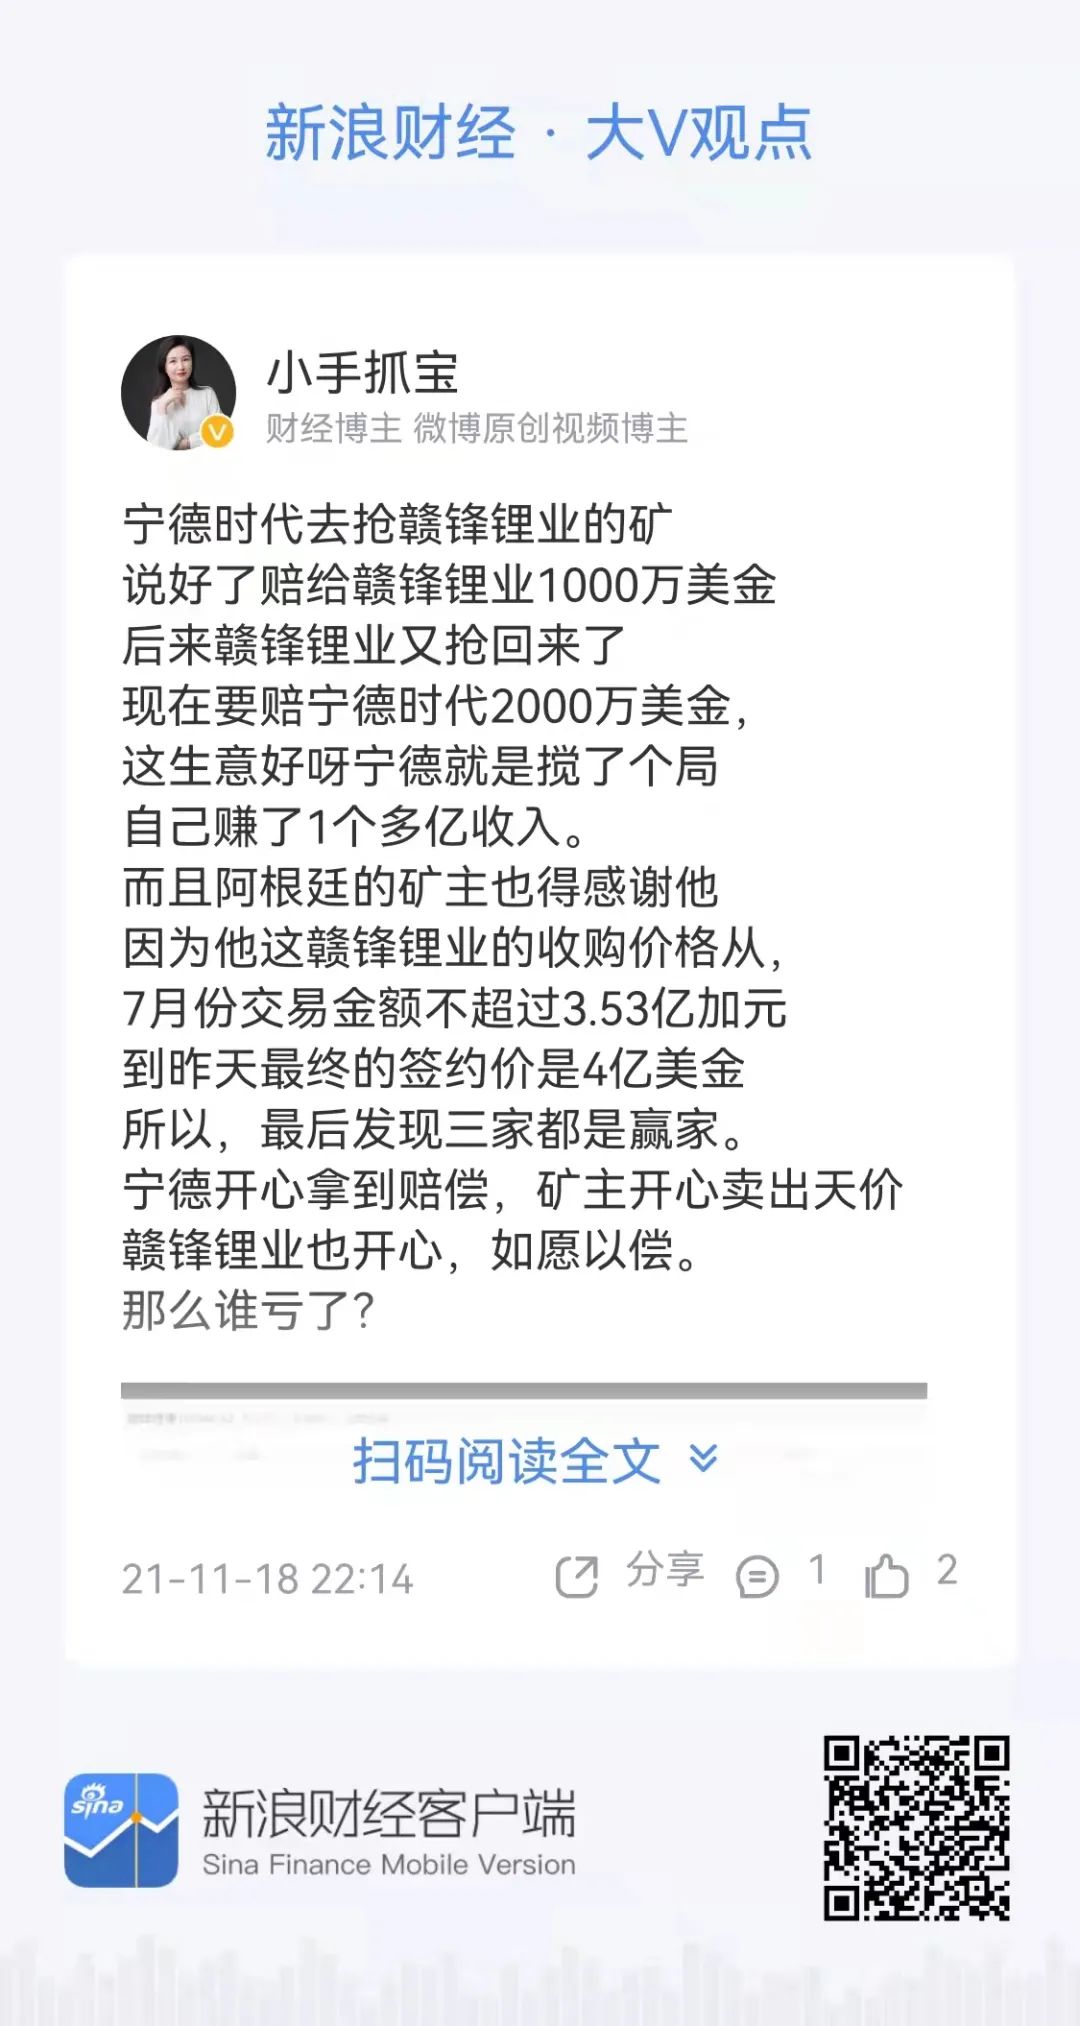 新浪财经 · 大V观点
小手抓宝
财经博主 微博原创视频博主
宁德时代去抢赣锋锂业的矿
说好了赔给赣锋锂业1000万美金
后来赣锋锂业又抢回来了
现在要赔宁德时代2000万美金，
这生意好呀宁德就是搅了个局
自己赚了1个多亿收入。
而且阿根廷的矿主也得感谢他
因为他这赣锋锂业的收购价格从，
7月份交易金额不超过3.53亿加元
到昨天最终的签约价是4亿美金
所以，最后发现三家都是赢家。
宁德开心拿到赔偿，矿主开心卖出天价
赣锋锂业也开心，如愿以偿。
那么谁亏了？
扫码阅读全文
21-11-18 22:14 分享 1 2
sina
新浪财经客户端
Sina Finance Mobile Version